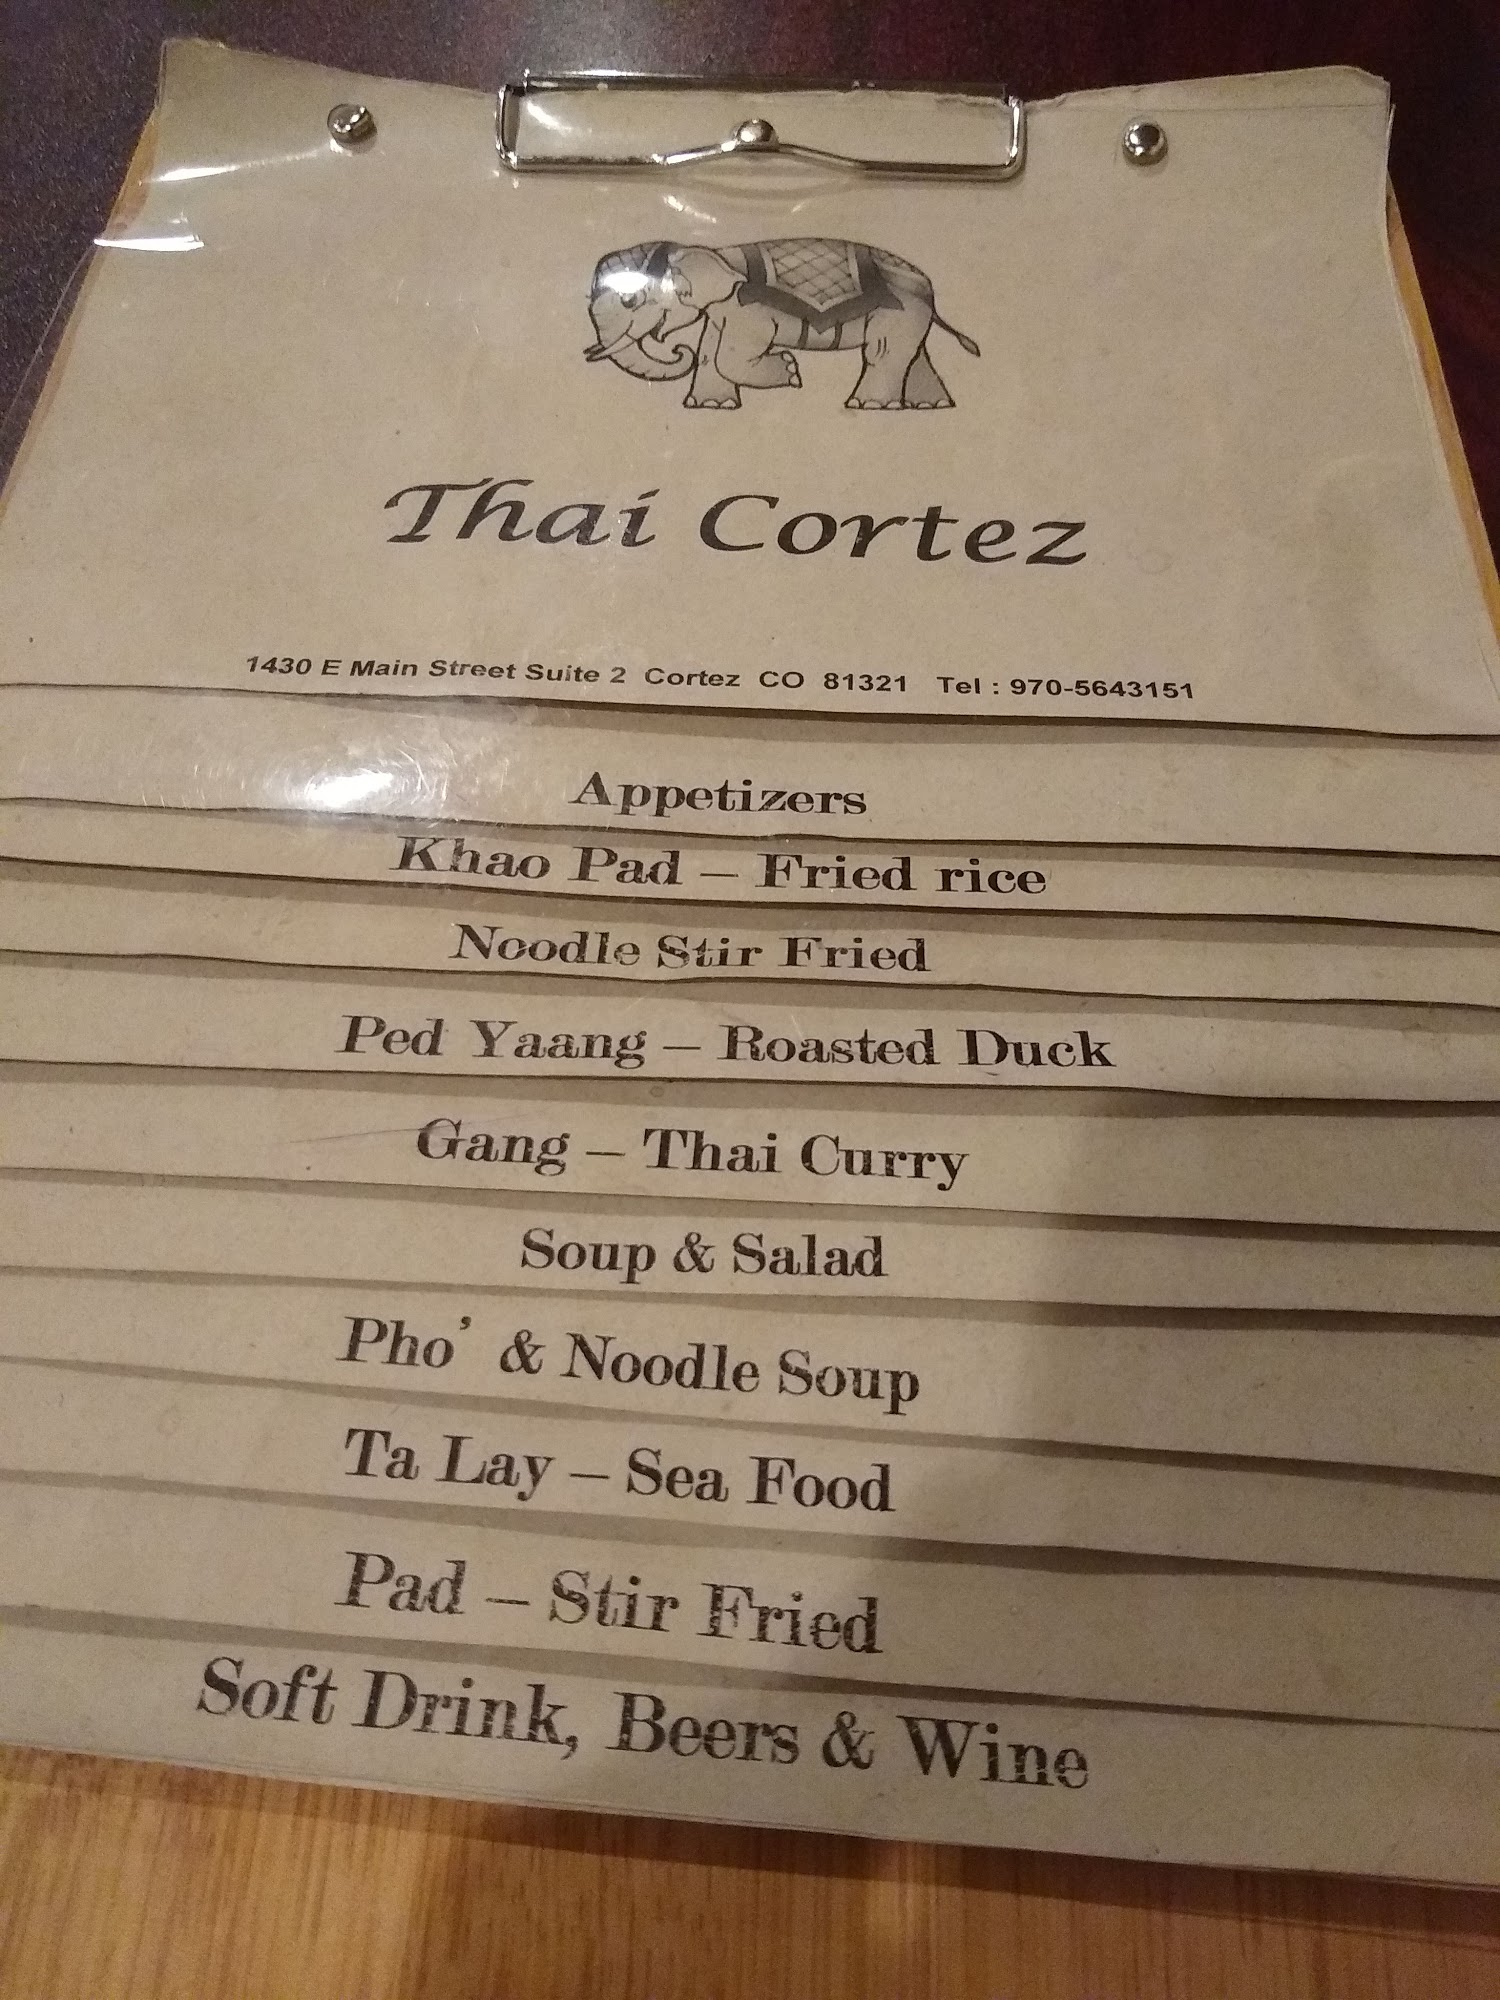 Thai Cortez
1430 E Main Street Suite 2 Cortez CO 81321 Tel : 970-5643151
Appetizers
Khao Pad – Fried rice
Noodle Stir Fried
Ped Yaang – Roasted Duck
Gang – Thai Curry
Soup & Salad
Pho' & Noodle Soup
Ta Lay – Sea Food
Pad – Stir Fried
Soft Drink, Beers & Wine